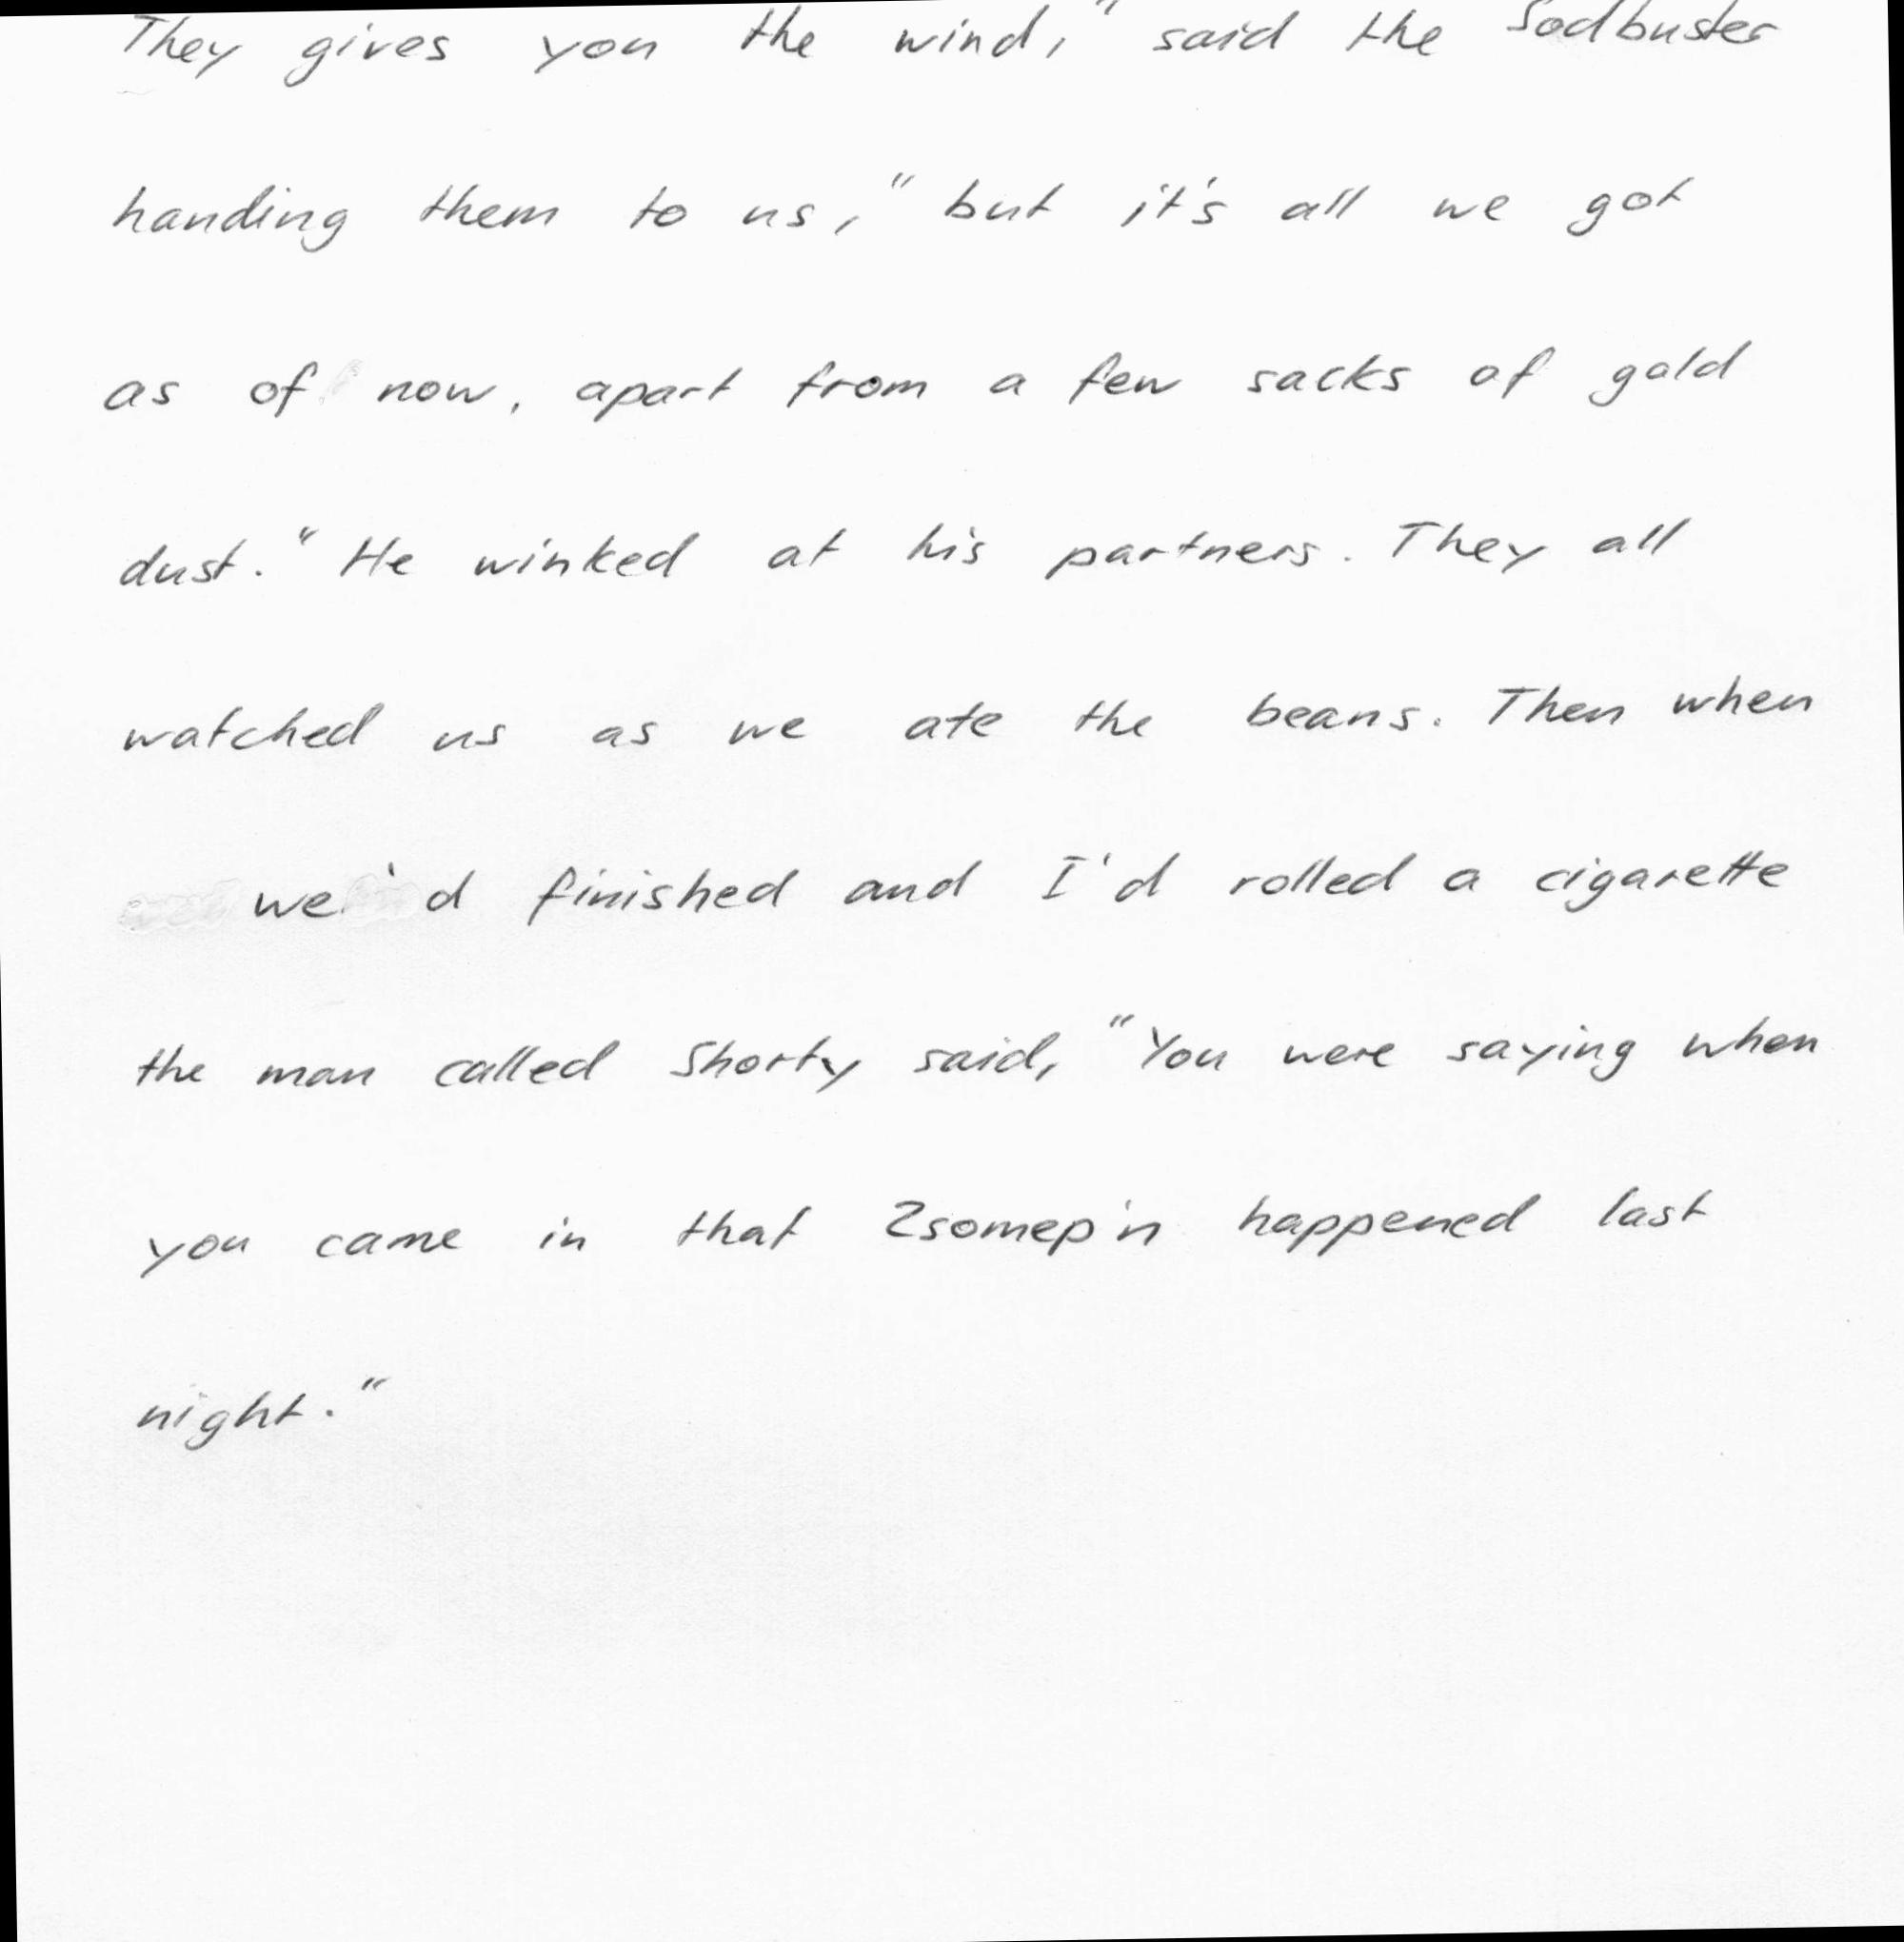 They gives you the wind," said the Sodbuster
handing them to us, "but it's all we got
as of now, apart from a few sacks of gold
dust." He winked at his partners. They all
watched us as we ate the beans. Then when
we'd finished and I'd rolled a cigarette
the man called Shorty said, "You were saying when
you came in that 2somep'n happened last
night."